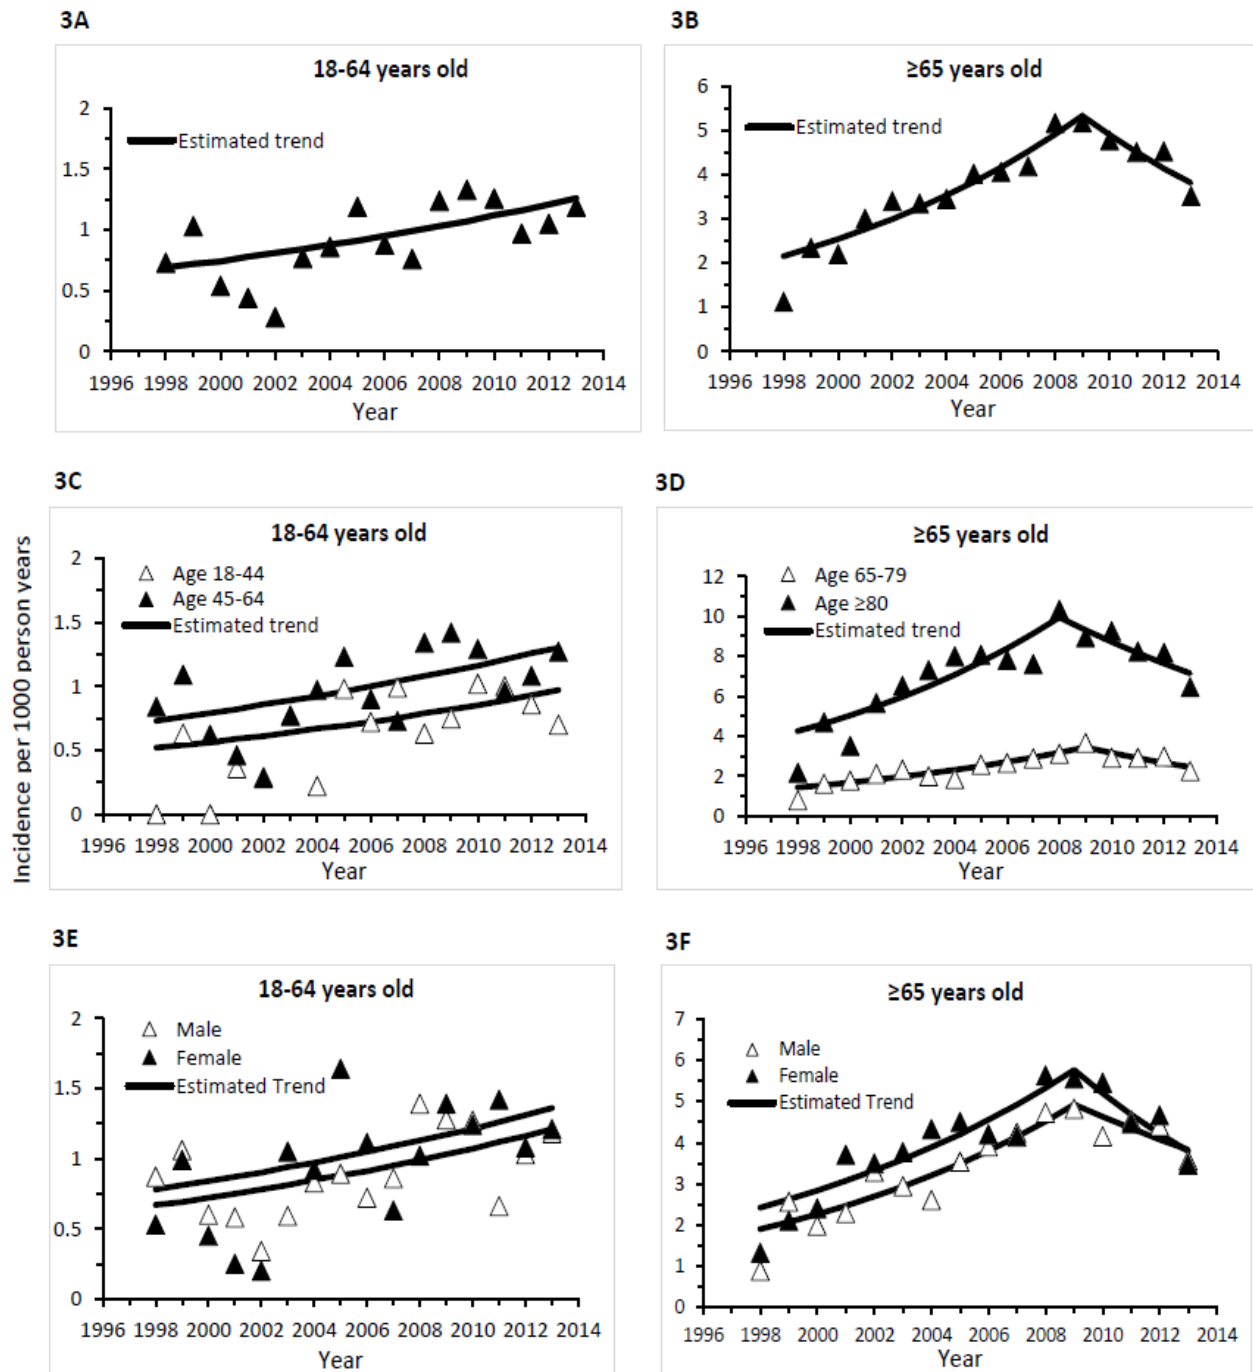 3A
18-64 years old
2
Estimated trend
1.5
1
0.5
0
1996 1998 2000 2002 2004 2006 2008 2010 2012 2014
Year
3B
≥65 years old
6
Estimated trend
5
4
3
2
1
0
1996 1998 2000 2002 2004 2006 2008 2010 2012 2014
Year
Incidence per 1000 person years
3C
18-64 years old
2
Age 18-44
Age 45-64
Estimated trend
1.5
1
0.5
0
1996 1998 2000 2002 2004 2006 2008 2010 2012 2014
Year
3D
≥65 years old
12
Age 65-79
Age ≥80
Estimated trend
10
8
6
4
2
0
1996 1998 2000 2002 2004 2006 2008 2010 2012 2014
Year
3E
18-64 years old
2
Male
Female
Estimated Trend
1.5
1
0.5
0
1996 1998 2000 2002 2004 2006 2008 2010 2012 2014
Year
3F
≥65 years old
7
Male
Female
Estimated Trend
6
5
4
3
2
1
0
1996 1998 2000 2002 2004 2006 2008 2010 2012 2014
Year